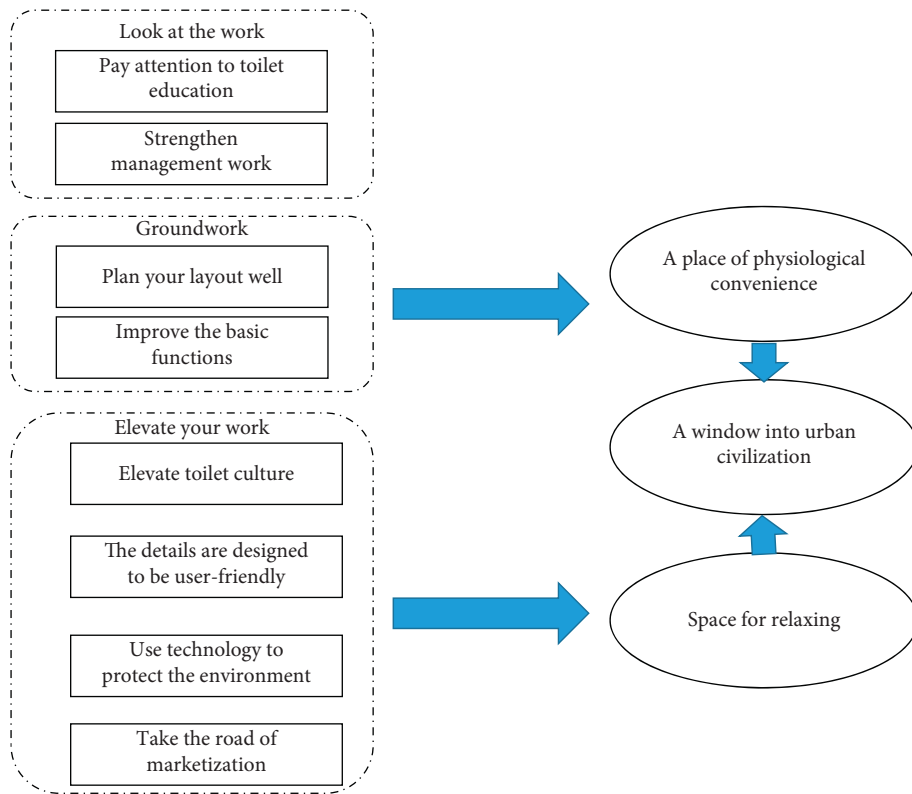 Look at the work
Pay attention to toilet
education
Strengthen
management work
Groundwork
Plan your layout well
Improve the basic
functions
Elevate your work
Elevate toilet culture
The details are designed
to be user-friendly
Use technology to
protect the environment
Take the road of
marketization
A place of physiological
convenience
A window into urban
civilization
Space for relaxing